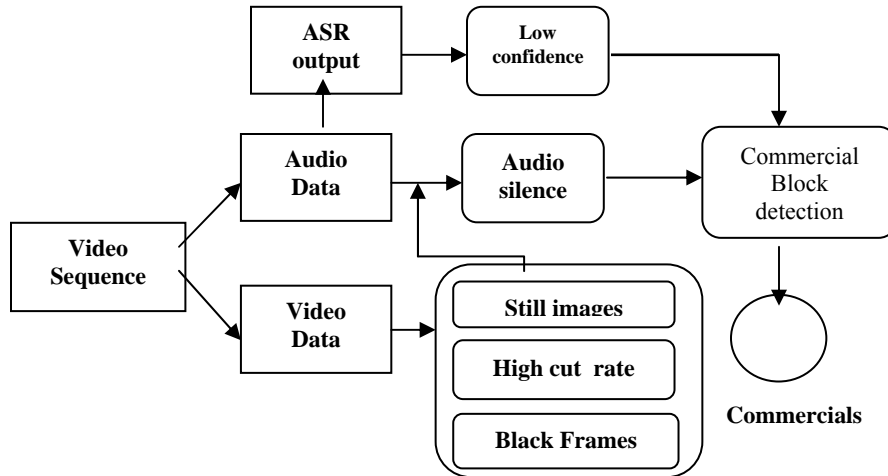 ASR
output
Low
confidence
Audio
Data
Audio
silence
Commercial
Block
detection
Video
Sequence
Video
Data
Still images
High cut rate
Black Frames
Commercials